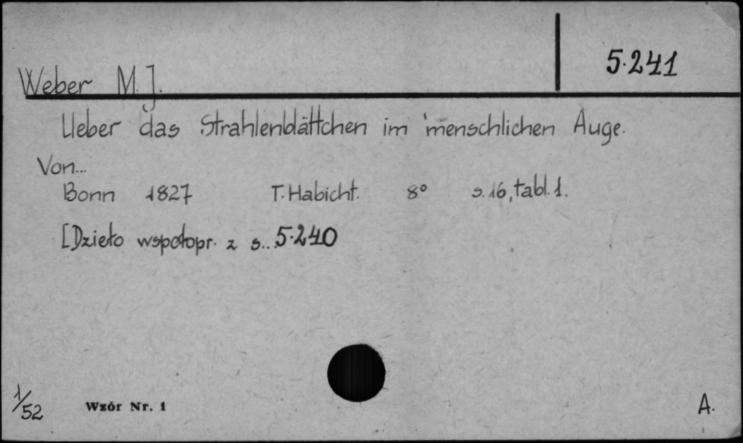 5.241
Weber M. J.
Ueber das Strahlenblättchen im menschlichen Auge.
Von...
Bonn 1827 T. Habicht. 8° s. 16, tabl. 1.
[Dzieło wspołopr. z s.. 5.240
1/52 Wzór Nr. 1 A.